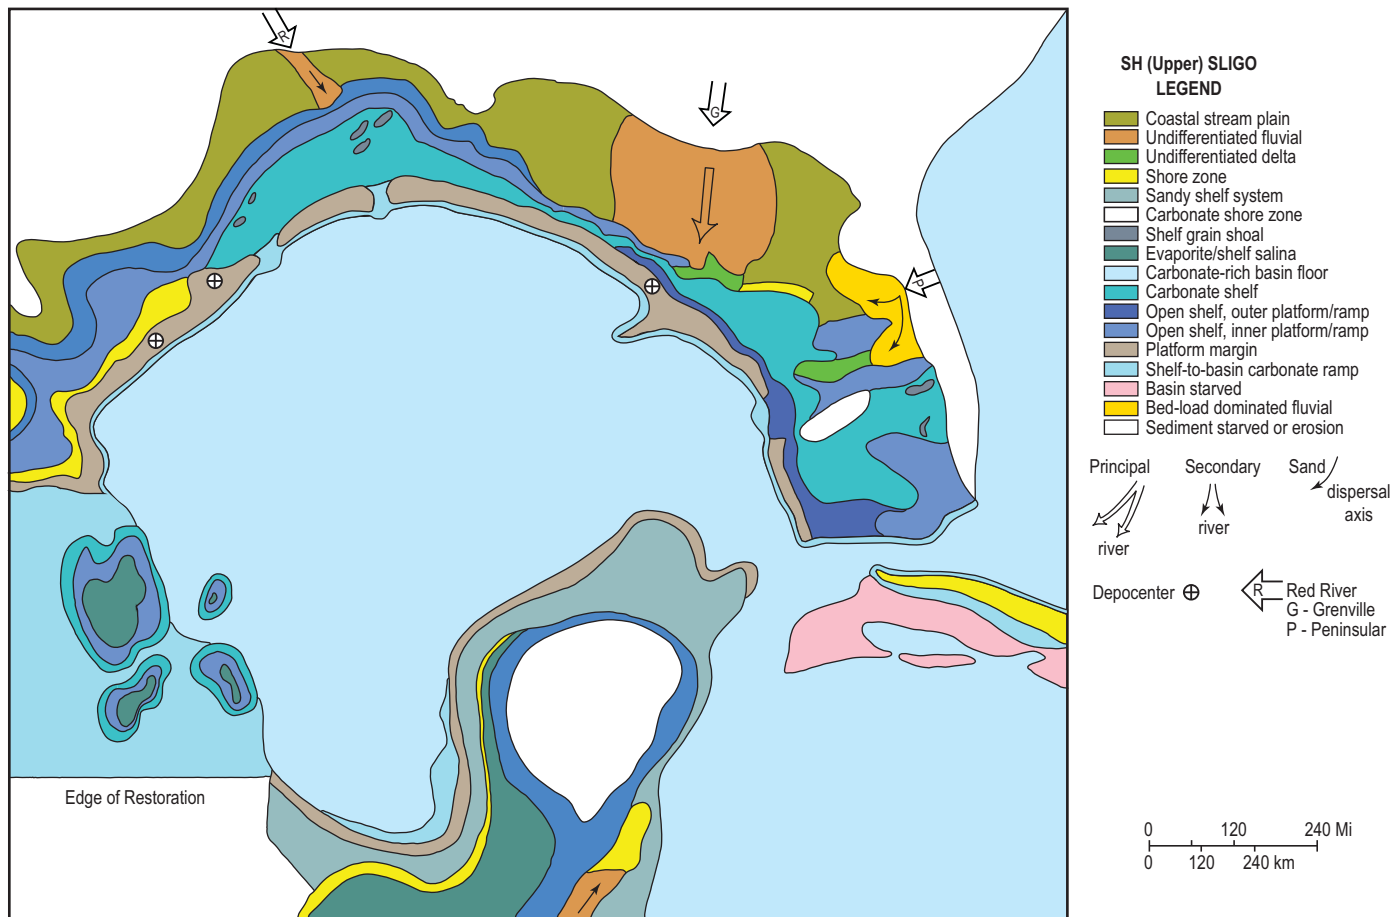 R
G
P
Edge of Restoration
SH (Upper) SLIGO
LEGEND
Coastal stream plain
Undifferentiated fluvial
Undifferentiated delta
Shore zone
Sandy shelf system
Carbonate shore zone
Shelf grain shoal
Evaporite/shelf salina
Carbonate-rich basin floor
Carbonate shelf
Open shelf, outer platform/ramp
Open shelf, inner platform/ramp
Platform margin
Shelf-to-basin carbonate ramp
Basin starved
Bed-load dominated fluvial
Sediment starved or erosion
Principal
river
Secondary
river
Sand
dispersal
axis
Depocenter
R
Red River
G - Grenville
P - Peninsular
0 120 240 Mi
0 120 240 km